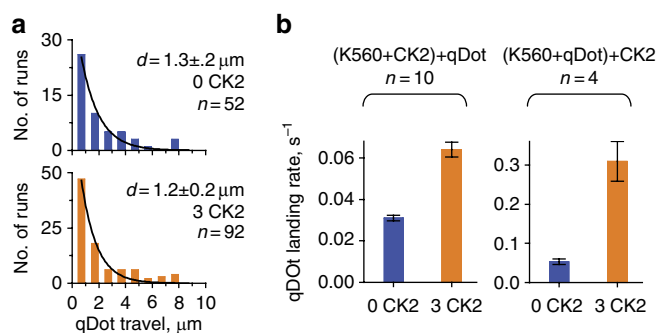 a
No. of runs
30
15
0
d = 1.3±.2 μm
0 CK2
n = 52
No. of runs
50
25
0
d = 1.2±0.2 μm
3 CK2
n = 92
0 2 4 6 8 10
qDot travel, μm
b
(K560+CK2)+qDot
n = 10
(K560+qDot)+CK2
n = 4
qDOt landing rate, s⁻¹
0.06
0.04
0.02
0.00
0 CK2 3 CK2
0.3
0.2
0.1
0.0
0 CK2 3 CK2